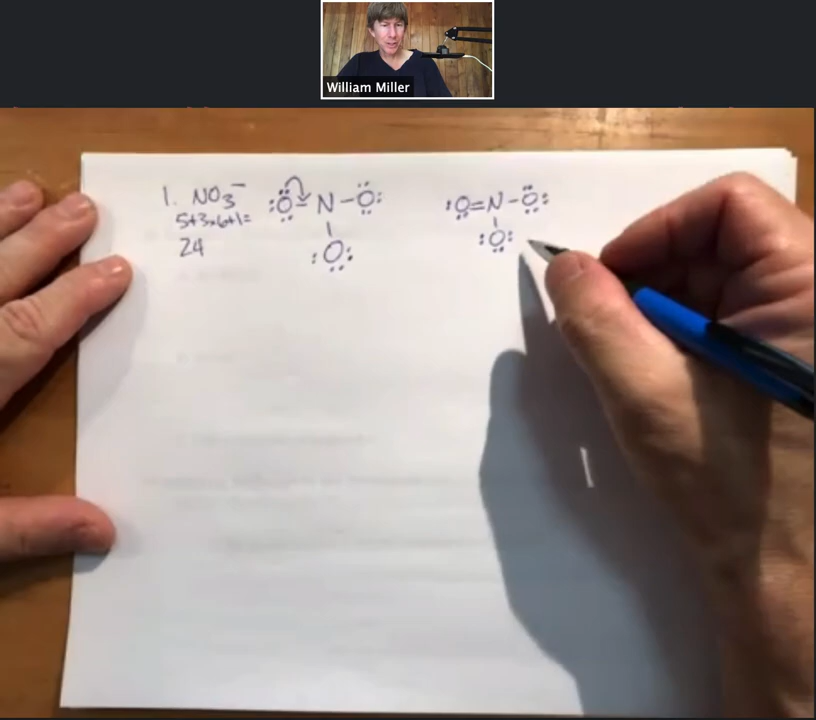 William Miller
1. NO3-
5+3×6+1=
24
:O= N -O:
|
:O:
:O=N-O:
|
:O: